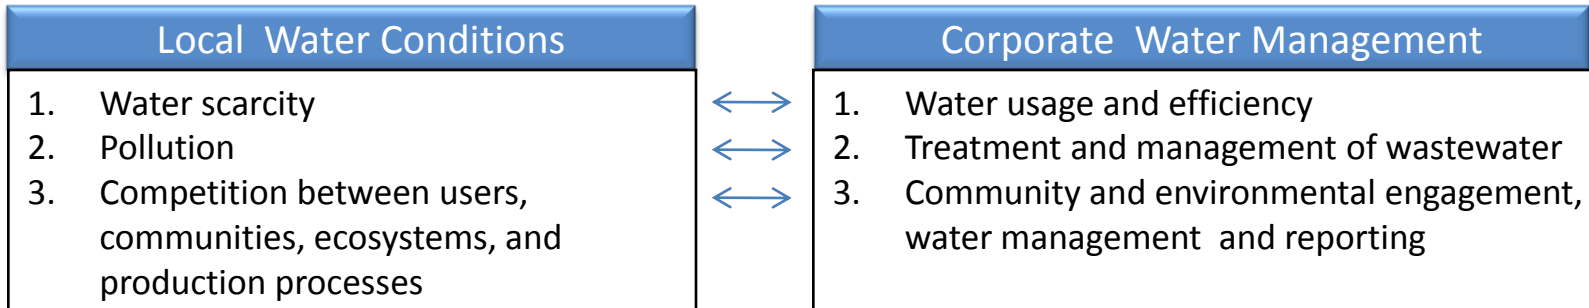 Local Water Conditions
1. Water scarcity
2. Pollution
3. Competition between users,
communities, ecosystems, and
production processes
Corporate Water Management
1. Water usage and efficiency
2. Treatment and management of wastewater
3. Community and environmental engagement,
water management and reporting